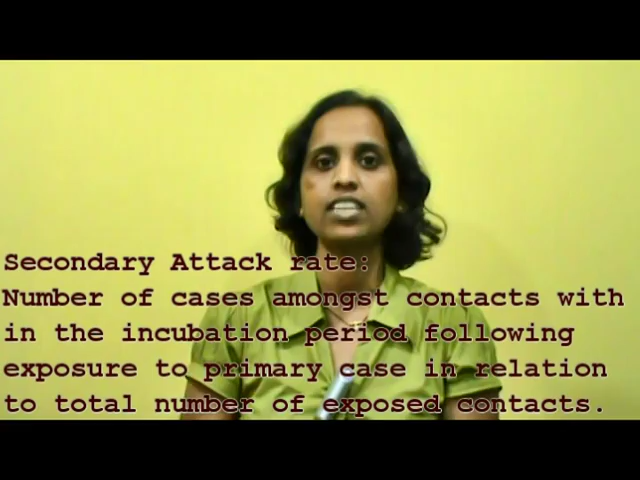 Secondary Attack rate:
Number of cases amongst contacts with
in the incubation period following
exposure to primary case in relation
to total number of exposed contacts.